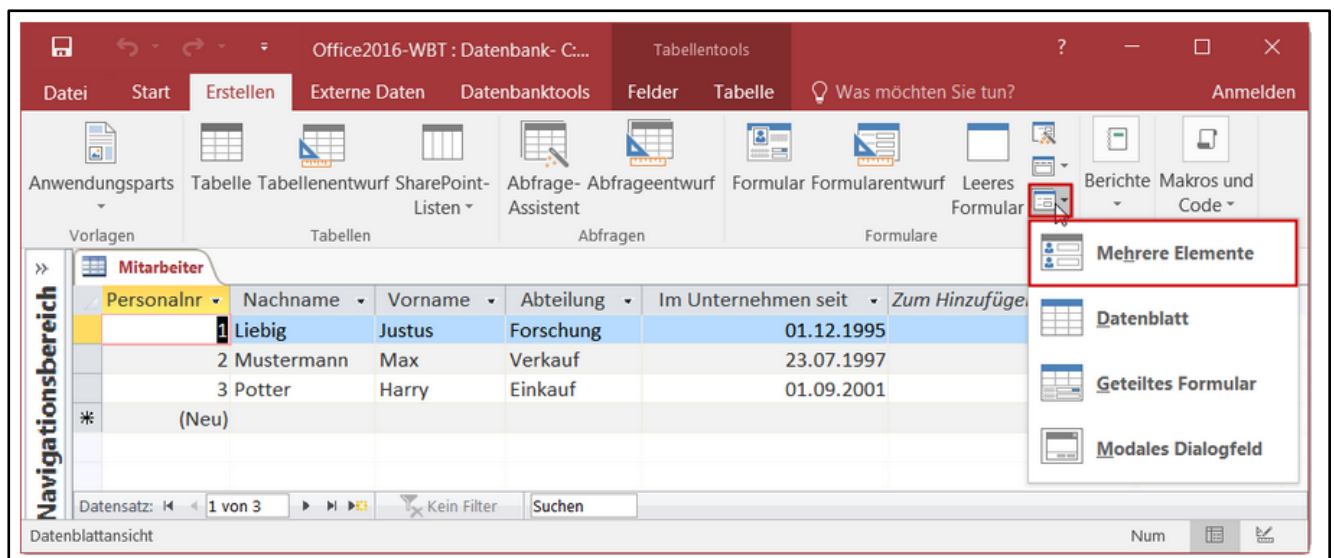 Office2016-WBT : Datenbank- C:... Tabellentools ?
Datei Start Erstellen Externe Daten Datenbanktools Felder Tabelle Was möchten Sie tun? Anmelden
Anwendungsparts Tabelle Tabellenentwurf SharePoint- Abfrage- Abfrageentwurf Formular Formularentwurf Leeres Berichte Makros und
Listen Assistent Formular Code
Vorlagen Tabellen Abfragen Formulare
Mehrere Elemente
Datenblatt
Geteiltes Formular
Modales Dialogfeld
Navigationsbereich
Mitarbeiter
Personalnr Nachname Vorname Abteilung Im Unternehmen seit Zum Hinzufüge
1 Liebig Justus Forschung 01.12.1995
2 Mustermann Max Verkauf 23.07.1997
3 Potter Harry Einkauf 01.09.2001
(Neu)
Datensatz: 1 von 3 Kein Filter Suchen
Datenblattansicht Num